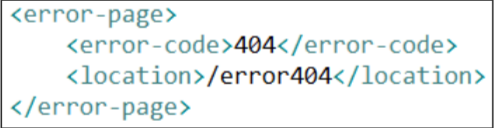 <error-page>
    <error-code>404</error-code>
    <location>/error404</location>
</error-page>